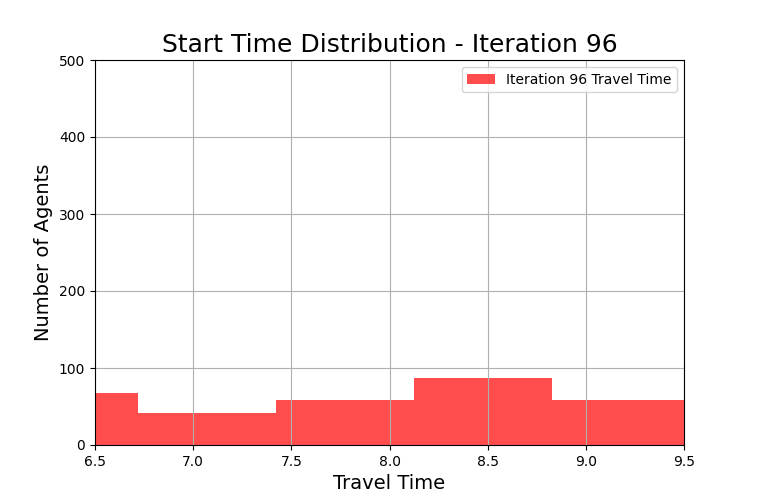 Start Time Distribution - Iteration 96
Iteration 96 Travel Time
Number of Agents
500
400
300
200
100
0
6.5 7.0 7.5 8.0 8.5 9.0 9.5
Travel Time